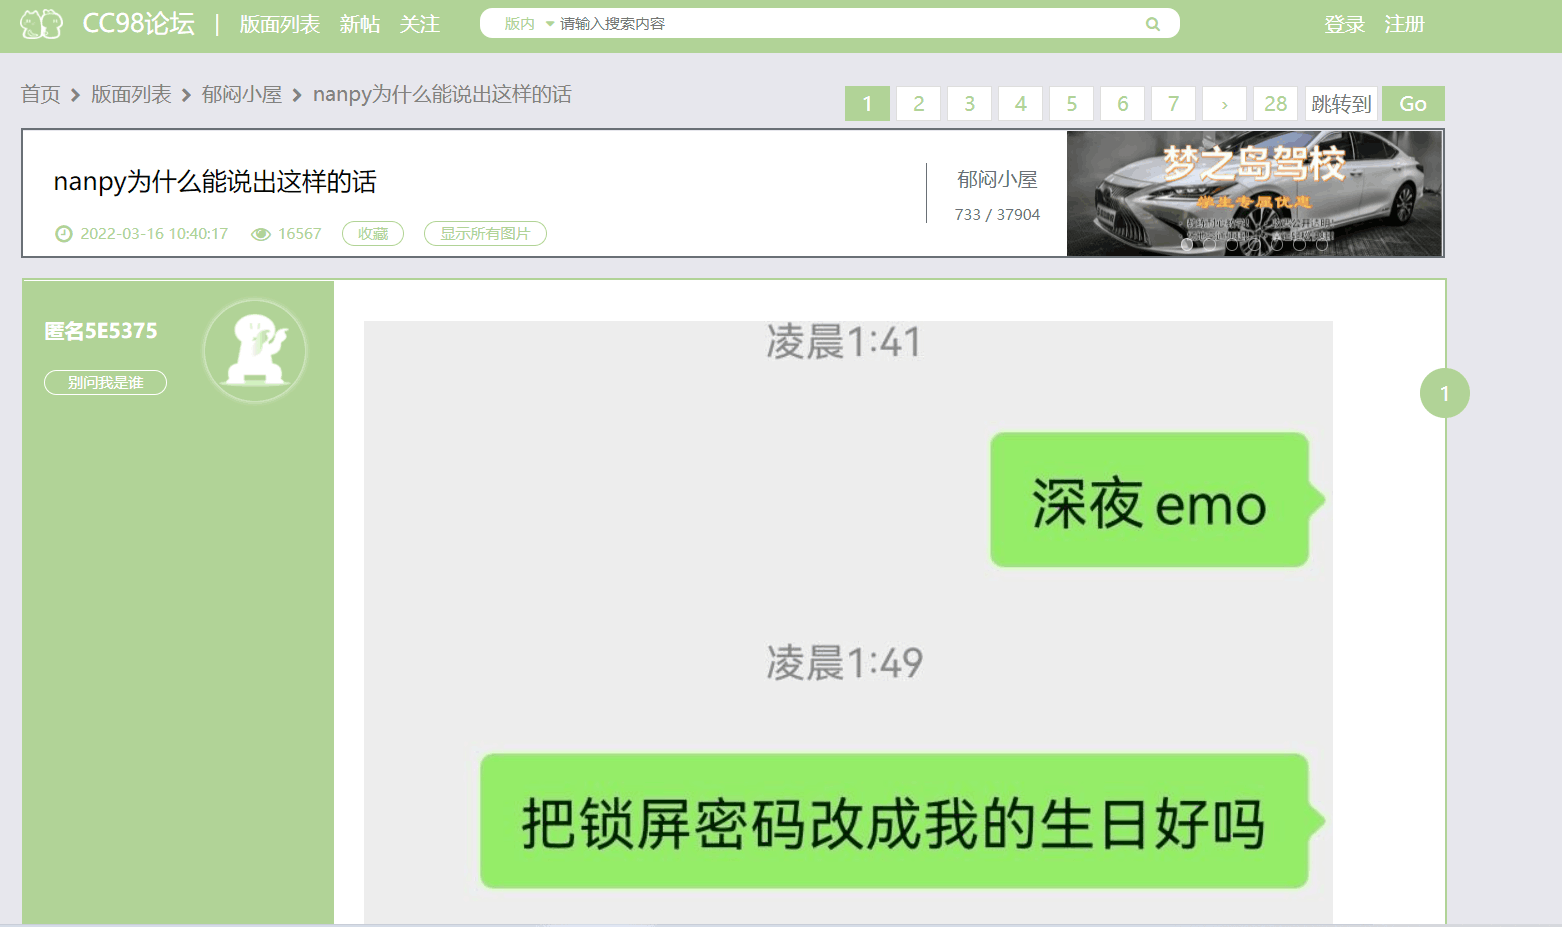 CC98论坛 | 版面列表 新帖 关注 版内 请输入搜索内容 登录 注册
首页 版面列表 郁闷小屋 nanpy为什么能说出这样的话
1 2 3 4 5 6 7 › 28 跳转到 Go
nanpy为什么能说出这样的话
2022-03-16 10:40:17 16567 收藏 显示所有图片
郁闷小屋
733 / 37904
梦之岛驾校
学生专属优惠
匿名5E5375
别问我是谁
1
凌晨1:41
深夜 emo
凌晨1:49
把锁屏密码改成我的生日好吗